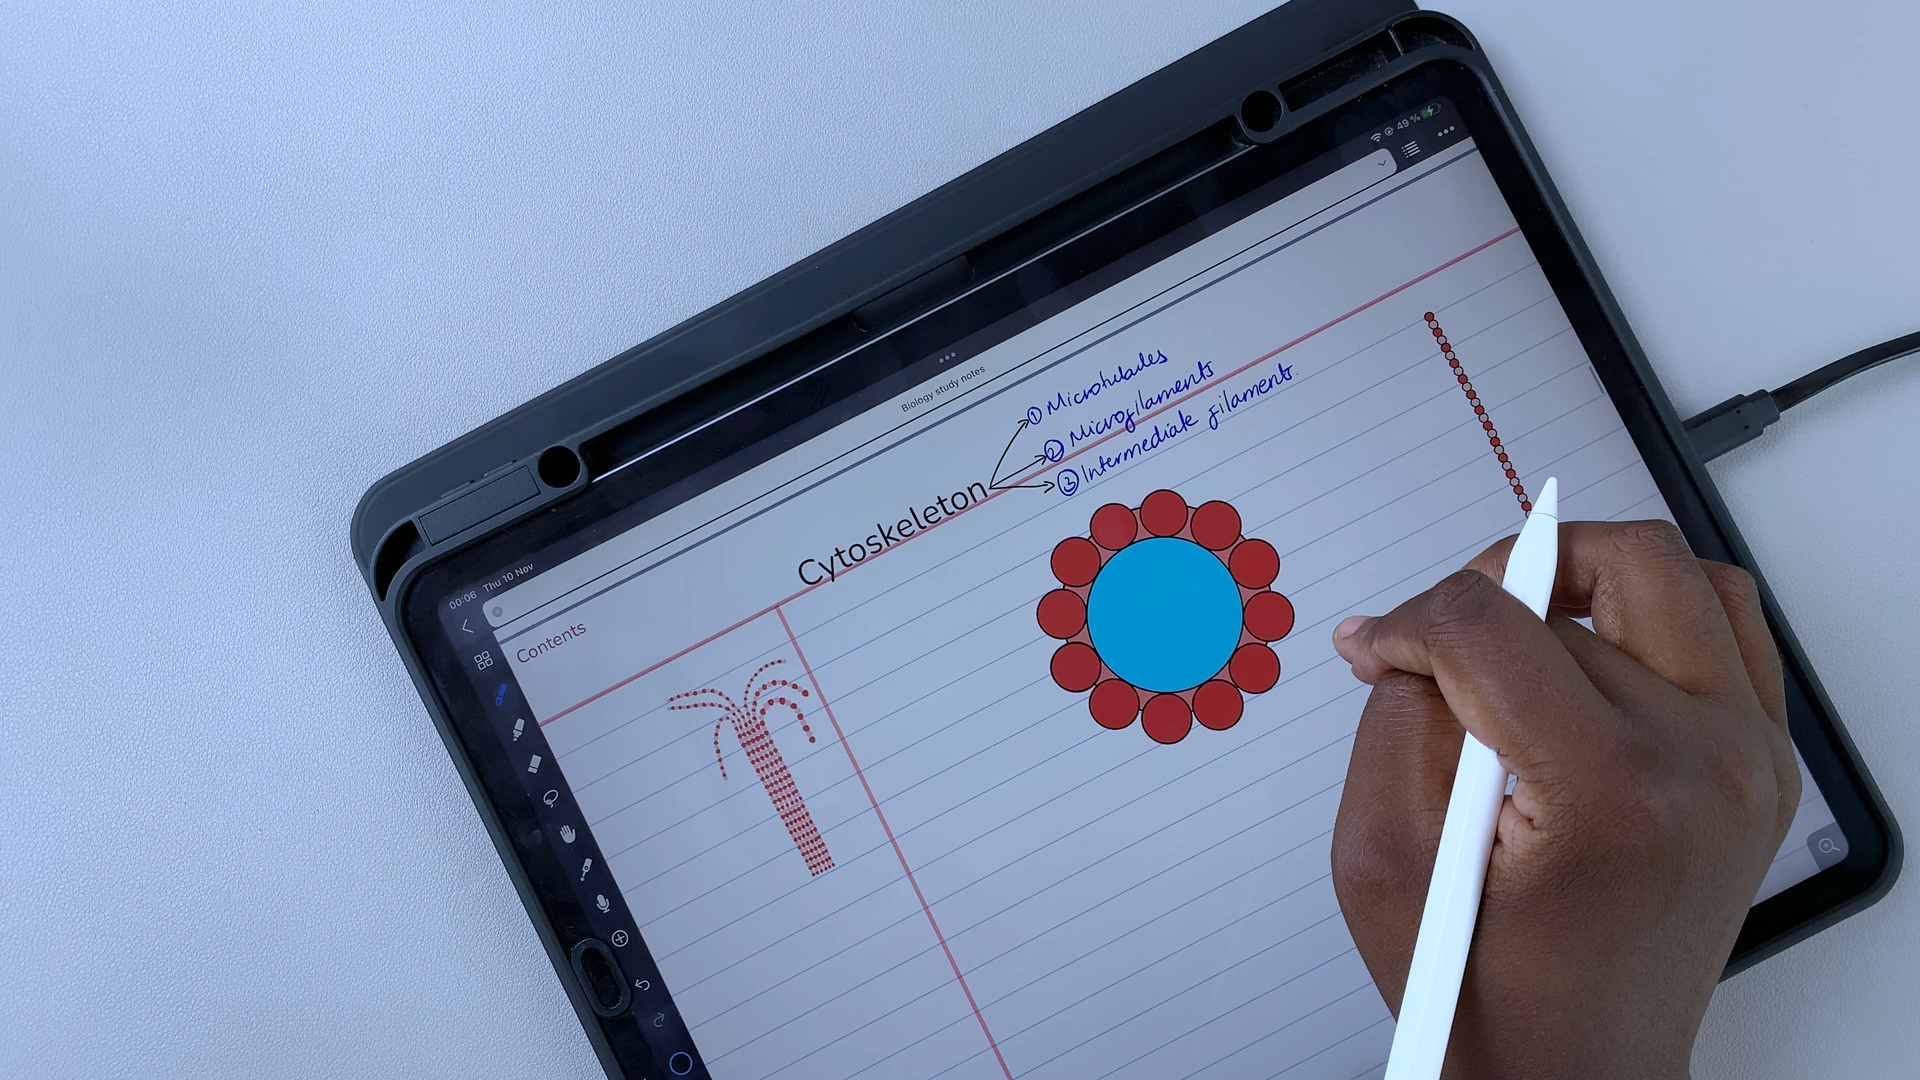 00:06 Thu 10 Nov
49%
Biology study notes
Contents
Cytoskeleton
① Microtubules
② Microfilaments
③ Intermediate filaments.